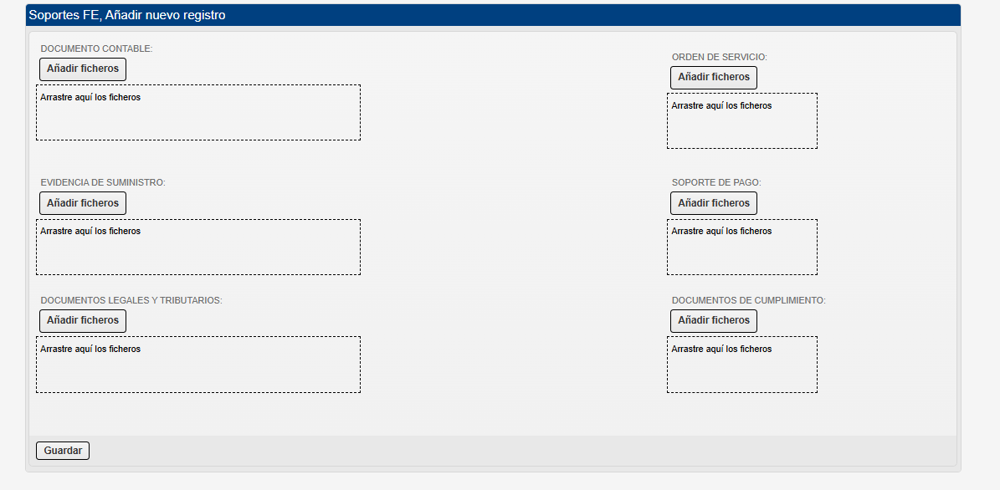 Soportes FE, Añadir nuevo registro
DOCUMENTO CONTABLE:
Añadir ficheros
Arrastre aquí los ficheros
ORDEN DE SERVICIO:
Añadir ficheros
Arrastre aquí los ficheros
EVIDENCIA DE SUMINISTRO:
Añadir ficheros
Arrastre aquí los ficheros
SOPORTE DE PAGO:
Añadir ficheros
Arrastre aquí los ficheros
DOCUMENTOS LEGALES Y TRIBUTARIOS:
Añadir ficheros
Arrastre aquí los ficheros
DOCUMENTOS DE CUMPLIMIENTO:
Añadir ficheros
Arrastre aquí los ficheros
Guardar